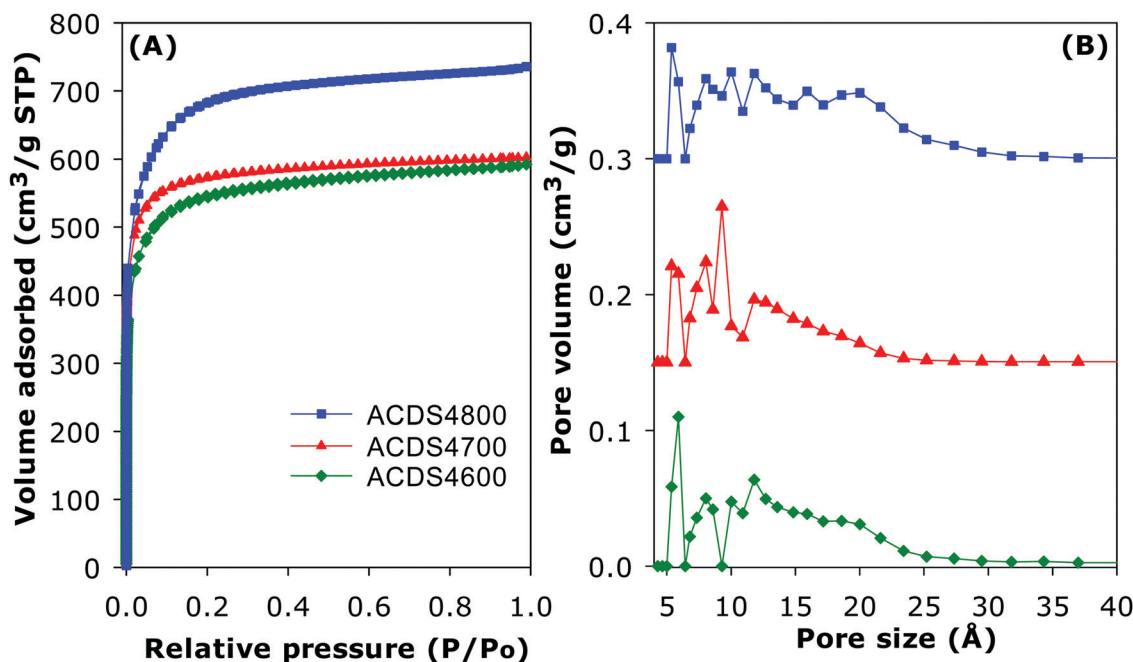 (A)
Volume adsorbed (cm³/g STP)
800
700
600
500
400
300
200
100
0
0.0 0.2 0.4 0.6 0.8 1.0
Relative pressure (P/Po)
ACDS4800
ACDS4700
ACDS4600
(B)
Pore volume (cm³/g)
0.4
0.3
0.2
0.1
0.0
5 10 15 20 25 30 35 40
Pore size (Å)